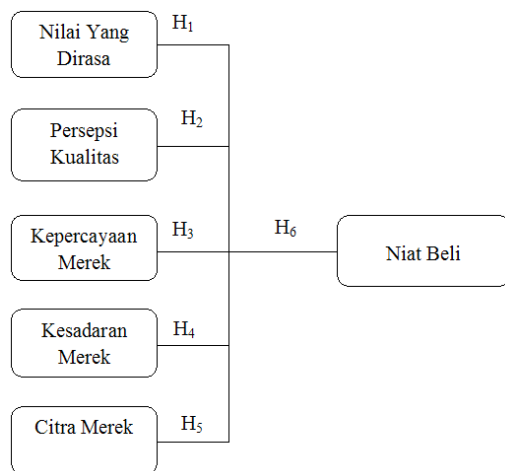 Nilai Yang
Dirasa
H₁
Persepsi
Kualitas
H₂
Kepercayaan
Merek
H₃
H₆
Niat Beli
Kesadaran
Merek
H₄
Citra Merek
H₅